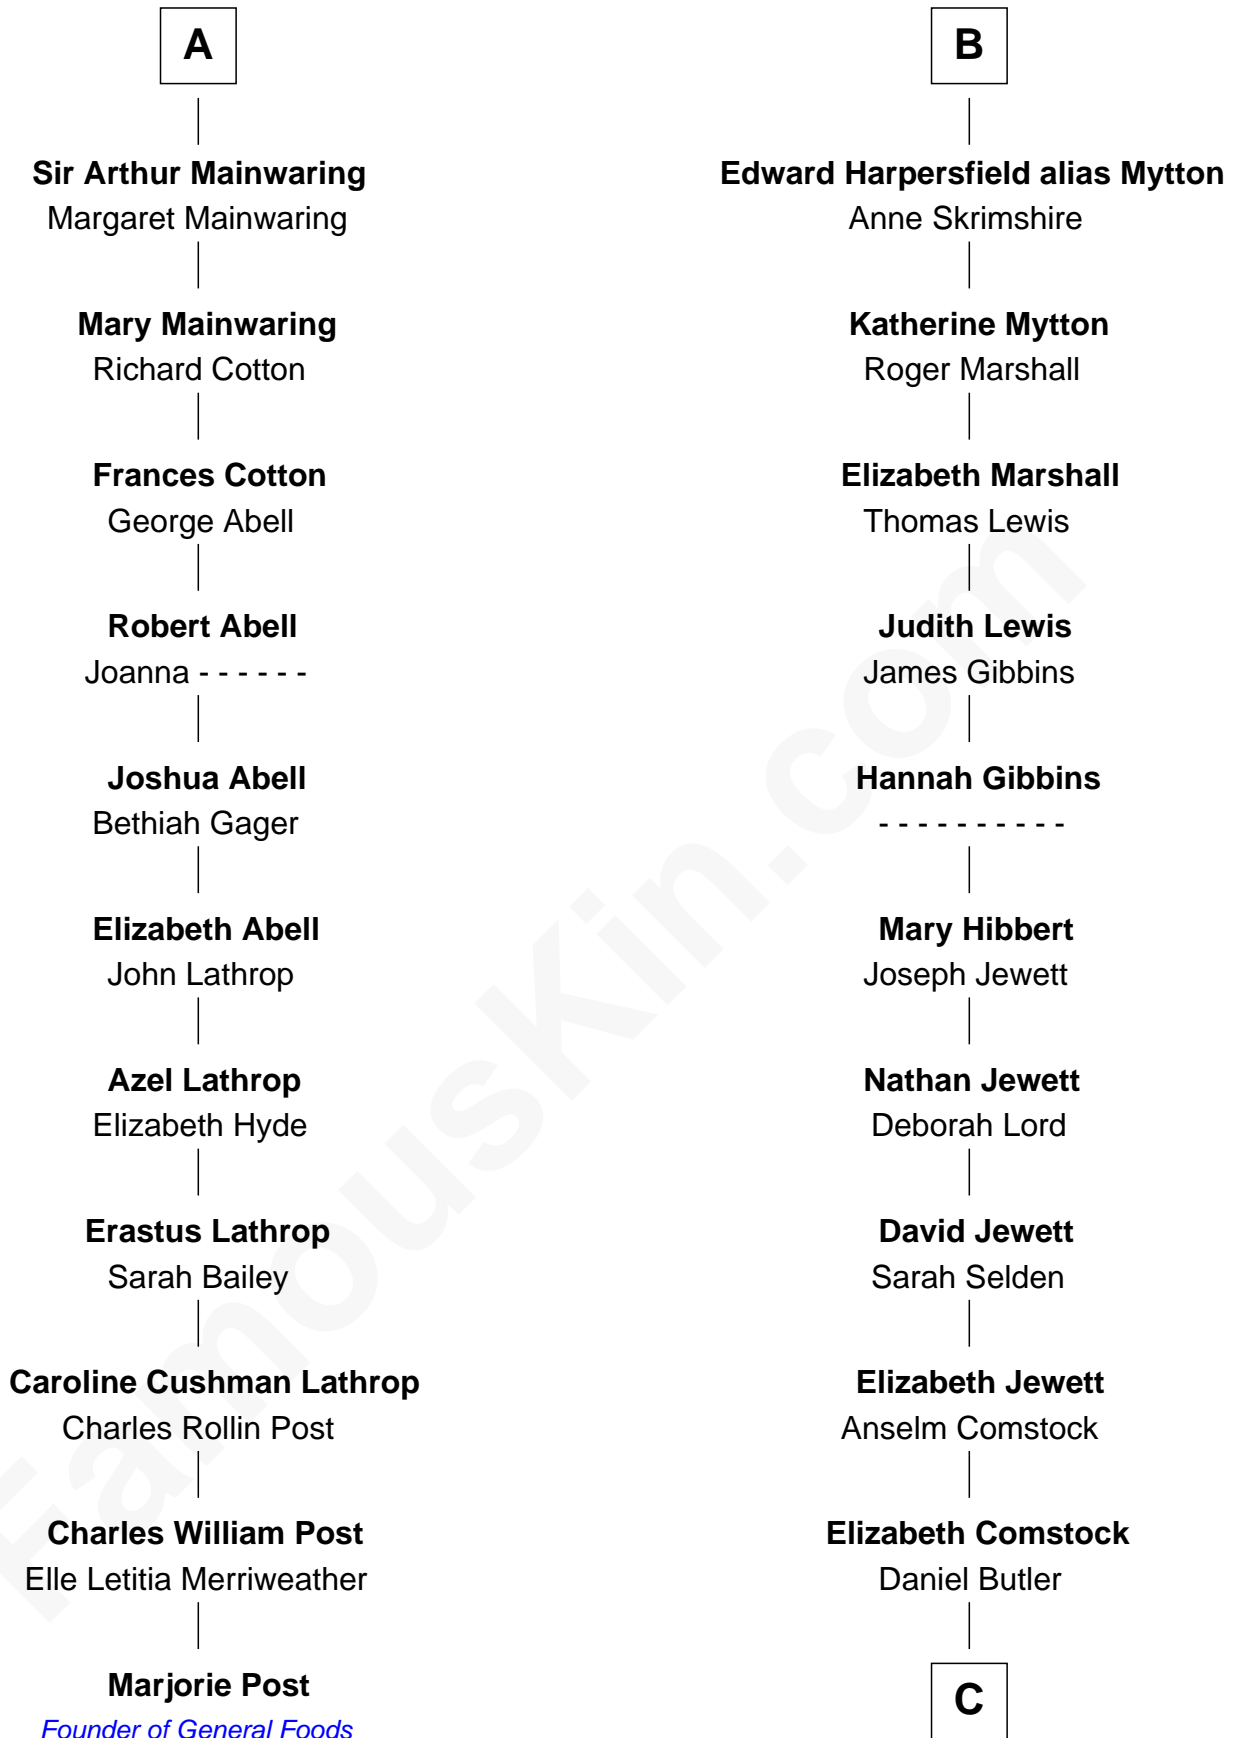 A
Sir Arthur Mainwaring
Margaret Mainwaring
Mary Mainwaring
Richard Cotton
Frances Cotton
George Abell
Robert Abell
Joanna - - - - - -
Joshua Abell
Bethiah Gager
Elizabeth Abell
John Lathrop
Azel Lathrop
Elizabeth Hyde
Erastus Lathrop
Sarah Bailey
Caroline Cushman Lathrop
Charles Rollin Post
Charles William Post
Elle Letitia Merriweather
Marjorie Post
Founder of General Foods
B
Edward Harpersfield alias Mytton
Anne Skrimshire
Katherine Mytton
Roger Marshall
Elizabeth Marshall
Thomas Lewis
Judith Lewis
James Gibbins
Hannah Gibbins
- - - - - - - - - -
Mary Hibbert
Joseph Jewett
Nathan Jewett
Deborah Lord
David Jewett
Sarah Selden
Elizabeth Jewett
Anselm Comstock
Elizabeth Comstock
Daniel Butler
C
FamousKin.com